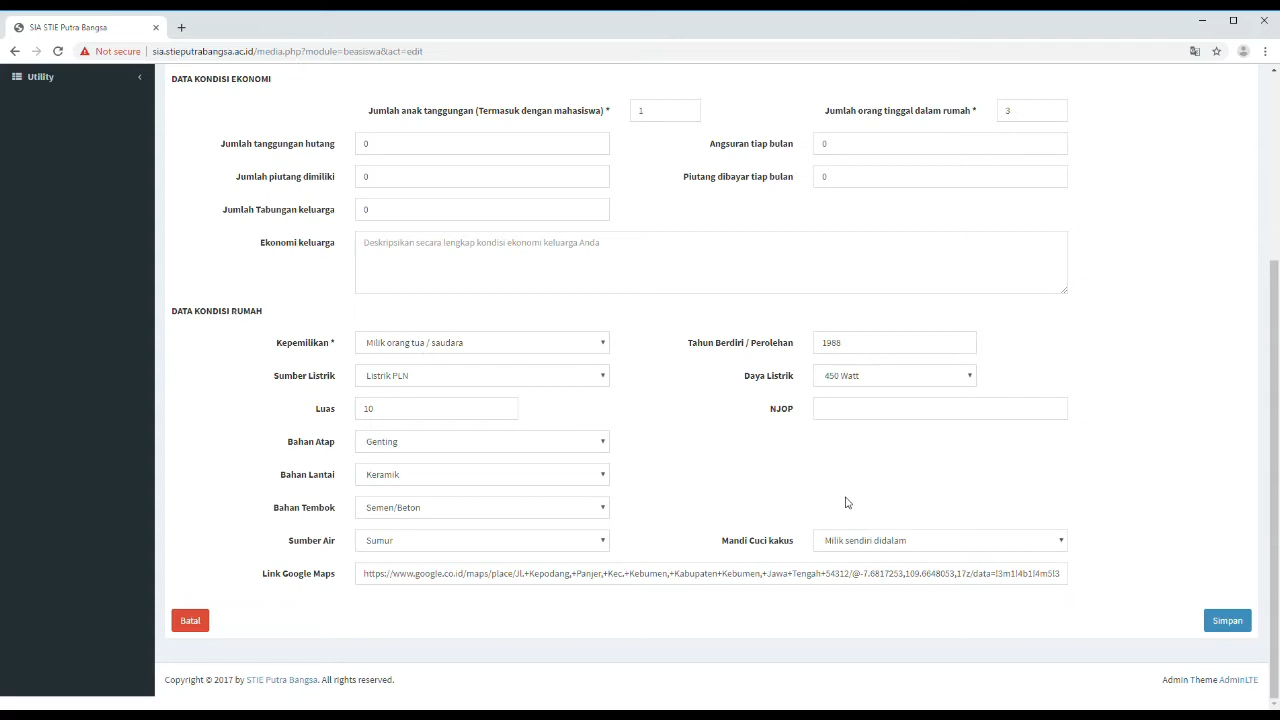 SIA STIE Putra Bangsa
Not secure | sia.stieputrabangsa.ac.id/media.php?module=beasiswa&act=edit
Utility
DATA KONDISI EKONOMI
Jumlah anak tanggungan (Termasuk dengan mahasiswa) * 1 Jumlah orang tinggal dalam rumah * 3
Jumlah tanggungan hutang 0 Angsuran tiap bulan 0
Jumlah piutang dimiliki 0 Piutang dibayar tiap bulan 0
Jumlah Tabungan keluarga 0
Ekonomi keluarga Deskripsikan secara lengkap kondisi ekonomi keluarga Anda
DATA KONDISI RUMAH
Kepemilikan * Milik orang tua / saudara Tahun Berdiri / Perolehan 1988
Sumber Listrik Listrik PLN Daya Listrik 450 Watt
Luas 10 NJOP
Bahan Atap Genting
Bahan Lantai Keramik
Bahan Tembok Semen/Beton
Sumber Air Sumur Mandi Cuci kakus Milik sendiri didalam
Link Google Maps https://www.google.co.id/maps/place/Jl.+Kepodang,+Panjer,+Kec.+Kebumen,+Kabupaten+Kebumen,+Jawa+Tengah+54312/@-7.6817253,109.6648053,17z/data=!3m1!4b1!4m5!3
Batal Simpan
Copyright © 2017 by STIE Putra Bangsa. All rights reserved. Admin Theme AdminLTE